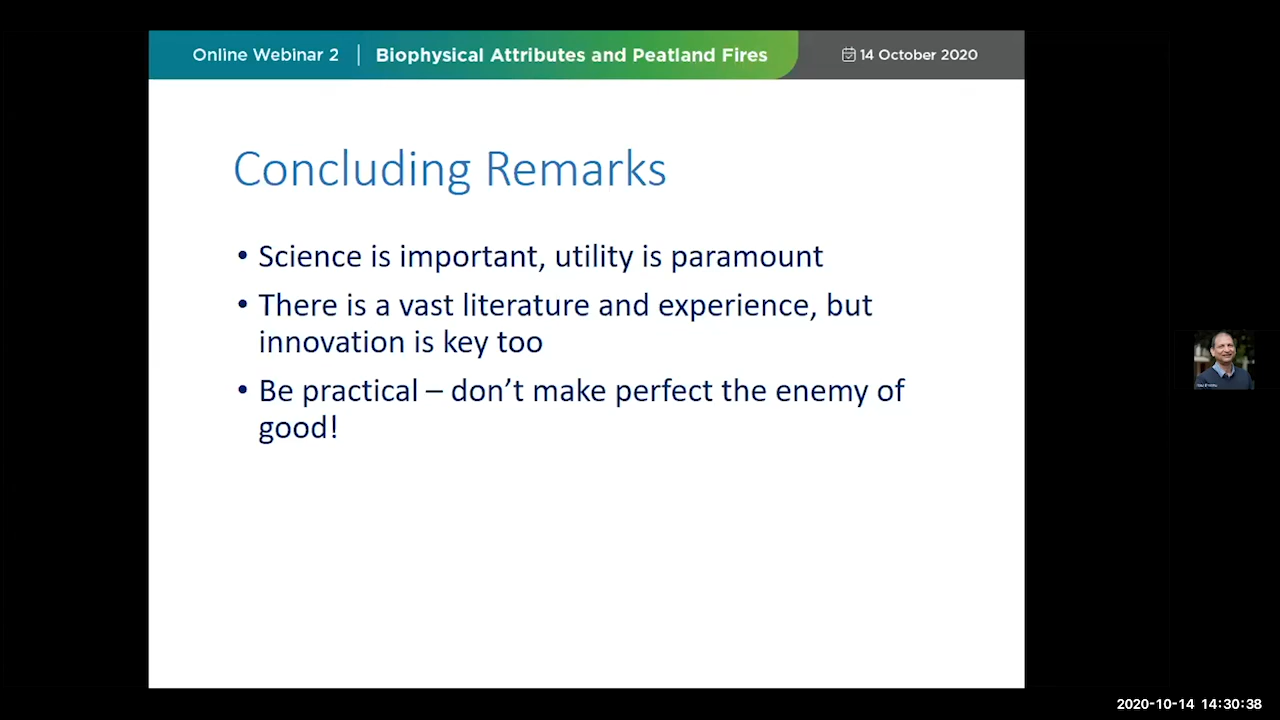 Online Webinar 2 | Biophysical Attributes and Peatland Fires
14 October 2020
Concluding Remarks
• Science is important, utility is paramount
• There is a vast literature and experience, but
innovation is key too
• Be practical – don’t make perfect the enemy of
good!
2020-10-14 14:30:38